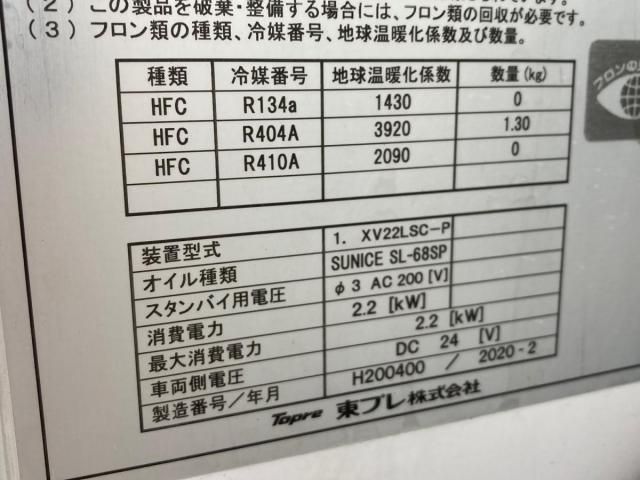 (2) この製品を破棄・整備する場合には、フロン類の回収が必要です。
(3) フロン類の種類、冷媒番号、地球温暖化係数及び数量。
種類 冷媒番号 地球温暖化係数 数量(kg)
HFC R134a 1430 0
HFC R404A 3920 1.30
HFC R410A 2090 0
フロンの
装置型式 1. XV22LSC-P
オイル種類 SUNICE SL-68SP
スタンバイ用電圧 φ3 AC 200 [V]
消費電力 2.2 [kW]
最大消費電力 2.2 [kW]
車両側電圧 DC 24 [V]
製造番号/年月 H200400 / 2020-2
Topre 東プレ株式会社